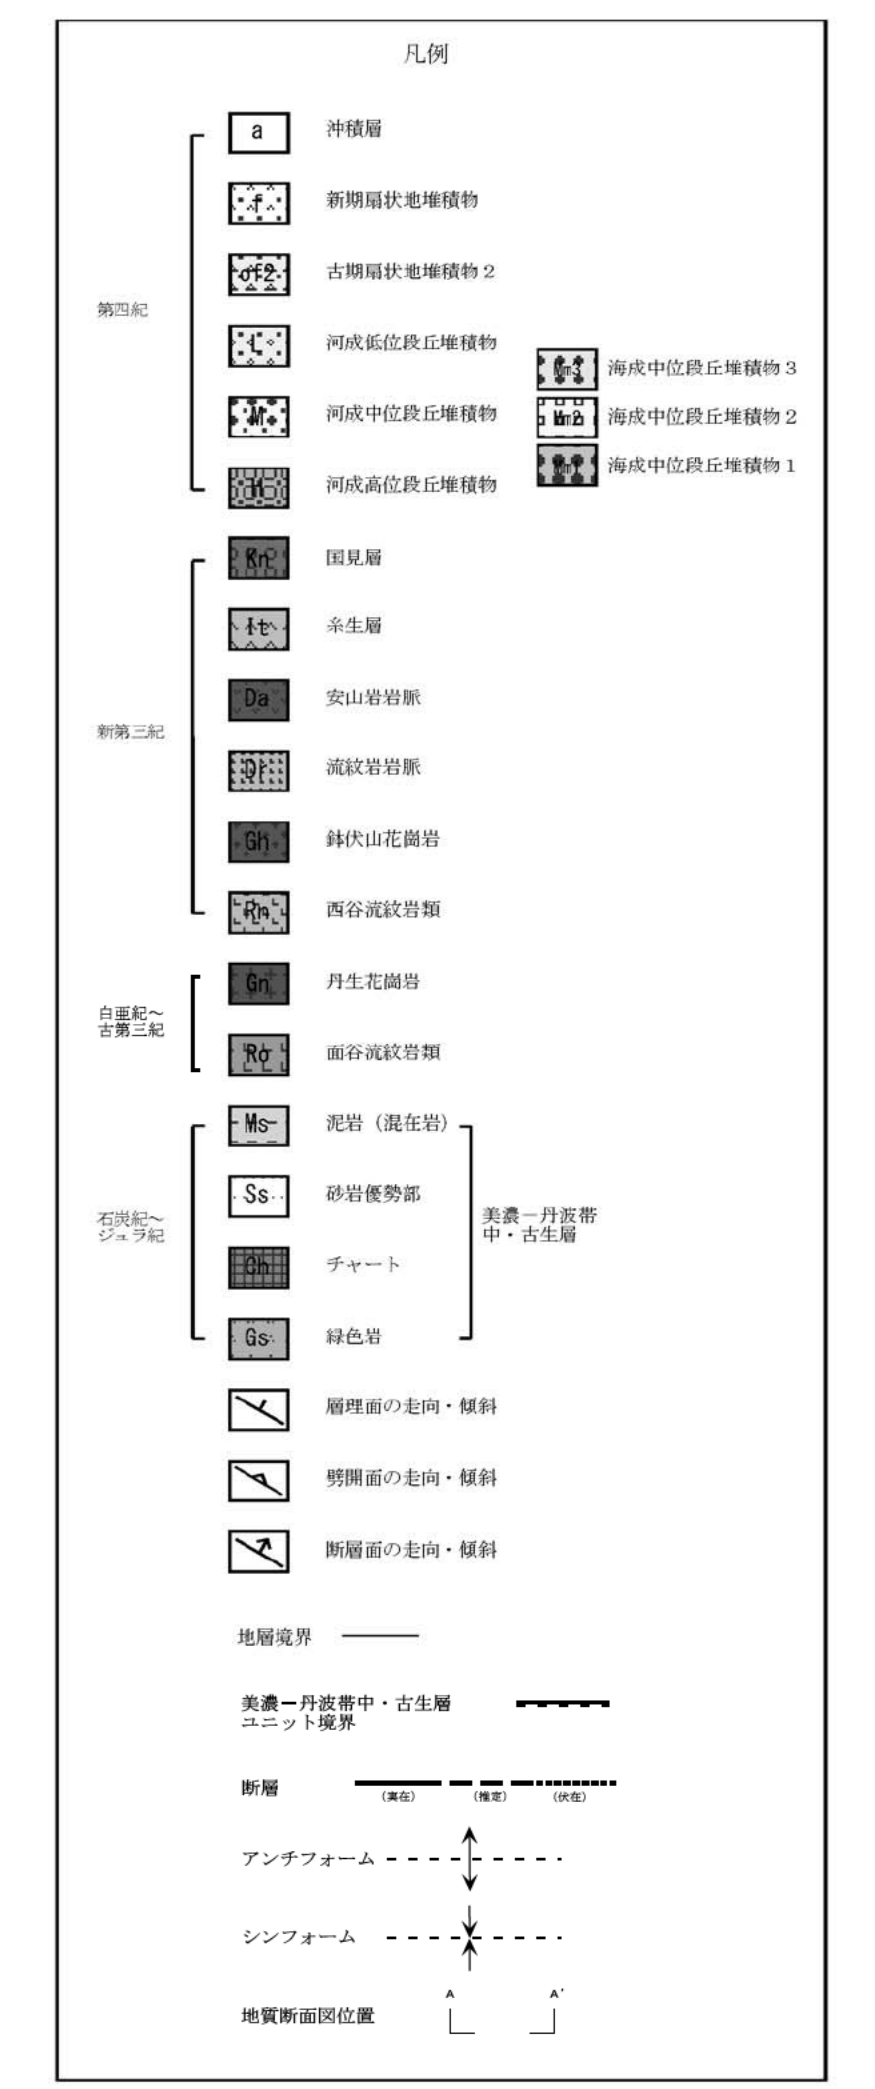 凡例
a 沖積層
f 新期扇状地堆積物
of2 古期扇状地堆積物2
第四紀
L 河成低位段丘堆積物
Mm3 海成中位段丘堆積物3
M 河成中位段丘堆積物
Mm2 海成中位段丘堆積物2
Mm1 海成中位段丘堆積物1
H 河成高位段丘堆積物
Kn 国見層
It 糸生層
Da 安山岩岩脈
新第三紀
Dr 流紋岩岩脈
Gh 鉢伏山花崗岩
Rn 西谷流紋岩類
Gn 丹生花崗岩
白亜紀～
古第三紀
Ro 面谷流紋岩類
Ms 泥岩（混在岩）
Ss 砂岩優勢部
石炭紀～
ジュラ紀
美濃－丹波帯
中・古生層
Ch チャート
Gs 緑色岩
層理面の走向・傾斜
劈開面の走向・傾斜
断層面の走向・傾斜
地層境界
美濃－丹波帯中・古生層
ユニット境界
断層
（実在） （推定） （伏在）
アンチフォーム
シンフォーム
A A'
地質断面図位置